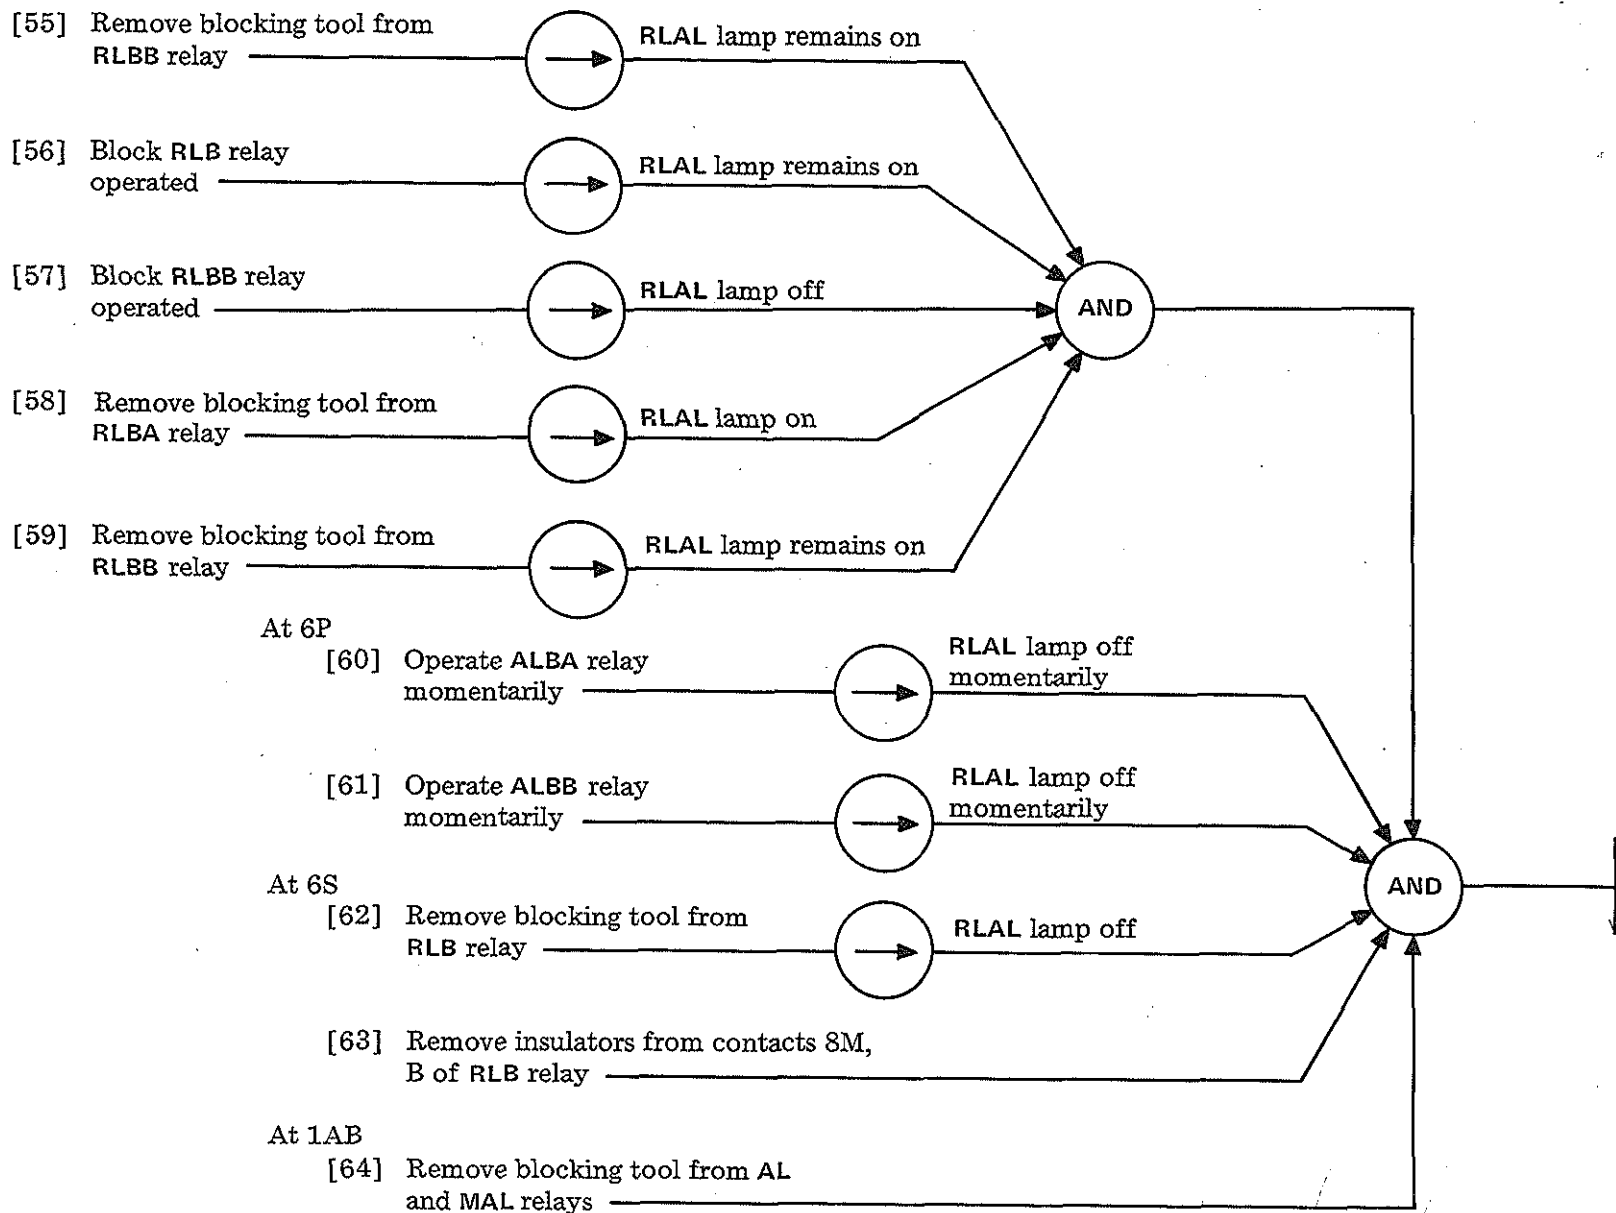 [55] Remove blocking tool from
RLBB relay
RLAL lamp remains on
[56] Block RLB relay
operated
RLAL lamp remains on
[57] Block RLBB relay
operated
RLAL lamp off
AND
[58] Remove blocking tool from
RLBA relay
RLAL lamp on
[59] Remove blocking tool from
RLBB relay
RLAL lamp remains on
At 6P
[60] Operate ALBA relay
momentarily
RLAL lamp off
momentarily
[61] Operate ALBB relay
momentarily
RLAL lamp off
momentarily
AND
At 6S
[62] Remove blocking tool from
RLB relay
RLAL lamp off
[63] Remove insulators from contacts 8M,
B of RLB relay
At 1AB
[64] Remove blocking tool from AL
and MAL relays